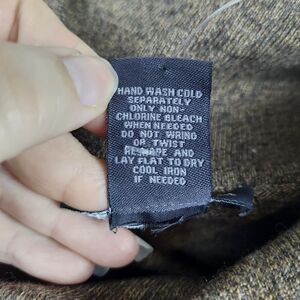 HAND WASH COLD
SEPARATELY
ONLY NON-
CHLORINE BLEACH
WHEN NEEDED
DO NOT WRING
OR TWIST
RESHAPE AND
LAY FLAT TO DRY
COOL IRON
IF NEEDED